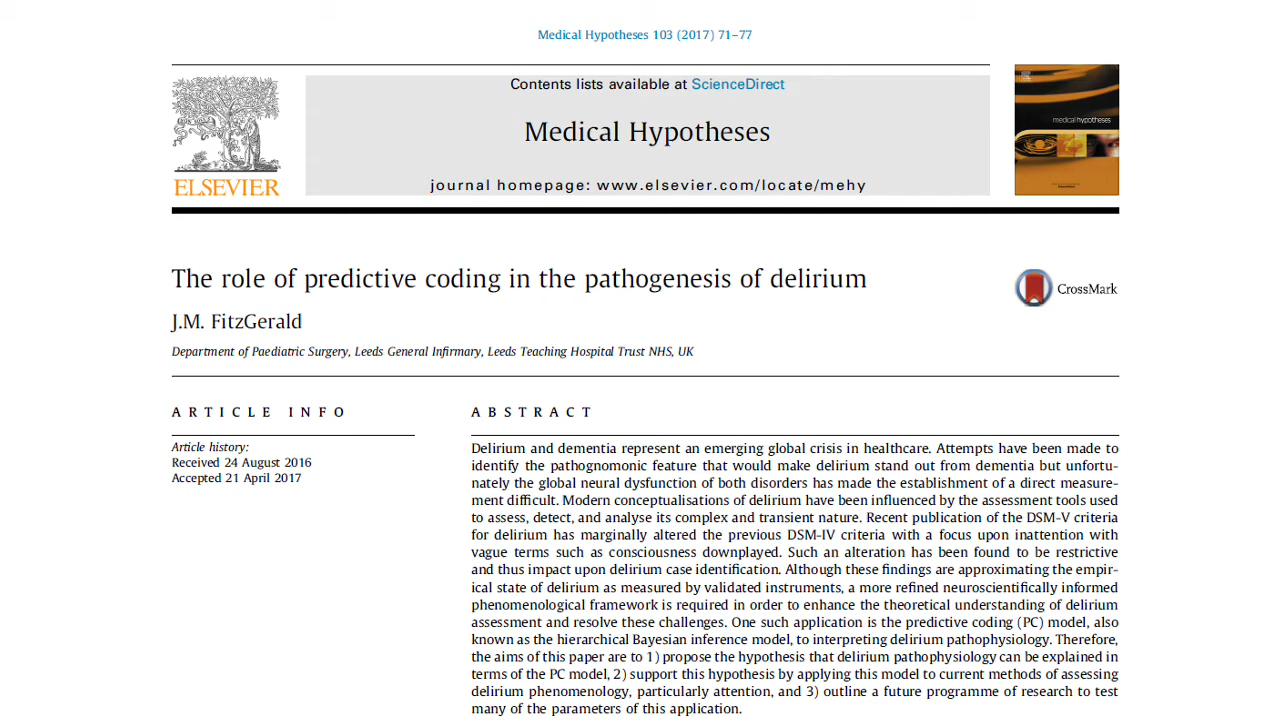 Medical Hypotheses 103 (2017) 71–77
Contents lists available at ScienceDirect
Medical Hypotheses
journal homepage: www.elsevier.com/locate/mehy
ELSEVIER
medical hypotheses
The role of predictive coding in the pathogenesis of delirium
CrossMark
J.M. FitzGerald
Department of Paediatric Surgery, Leeds General Infirmary, Leeds Teaching Hospital Trust NHS, UK
ARTICLE INFO
Article history:
Received 24 August 2016
Accepted 21 April 2017
ABSTRACT
Delirium and dementia represent an emerging global crisis in healthcare. Attempts have been made to
identify the pathognomonic feature that would make delirium stand out from dementia but unfortu-
nately the global neural dysfunction of both disorders has made the establishment of a direct measure-
ment difficult. Modern conceptualisations of delirium have been influenced by the assessment tools used
to assess, detect, and analyse its complex and transient nature. Recent publication of the DSM-V criteria
for delirium has marginally altered the previous DSM-IV criteria with a focus upon inattention with
vague terms such as consciousness downplayed. Such an alteration has been found to be restrictive
and thus impact upon delirium case identification. Although these findings are approximating the empir-
ical state of delirium as measured by validated instruments, a more refined neuroscientifically informed
phenomenological framework is required in order to enhance the theoretical understanding of delirium
assessment and resolve these challenges. One such application is the predictive coding (PC) model, also
known as the hierarchical Bayesian inference model, to interpreting delirium pathophysiology. Therefore,
the aims of this paper are to 1) propose the hypothesis that delirium pathophysiology can be explained in
terms of the PC model, 2) support this hypothesis by applying this model to current methods of assessing
delirium phenomenology, particularly attention, and 3) outline a future programme of research to test
many of the parameters of this application.